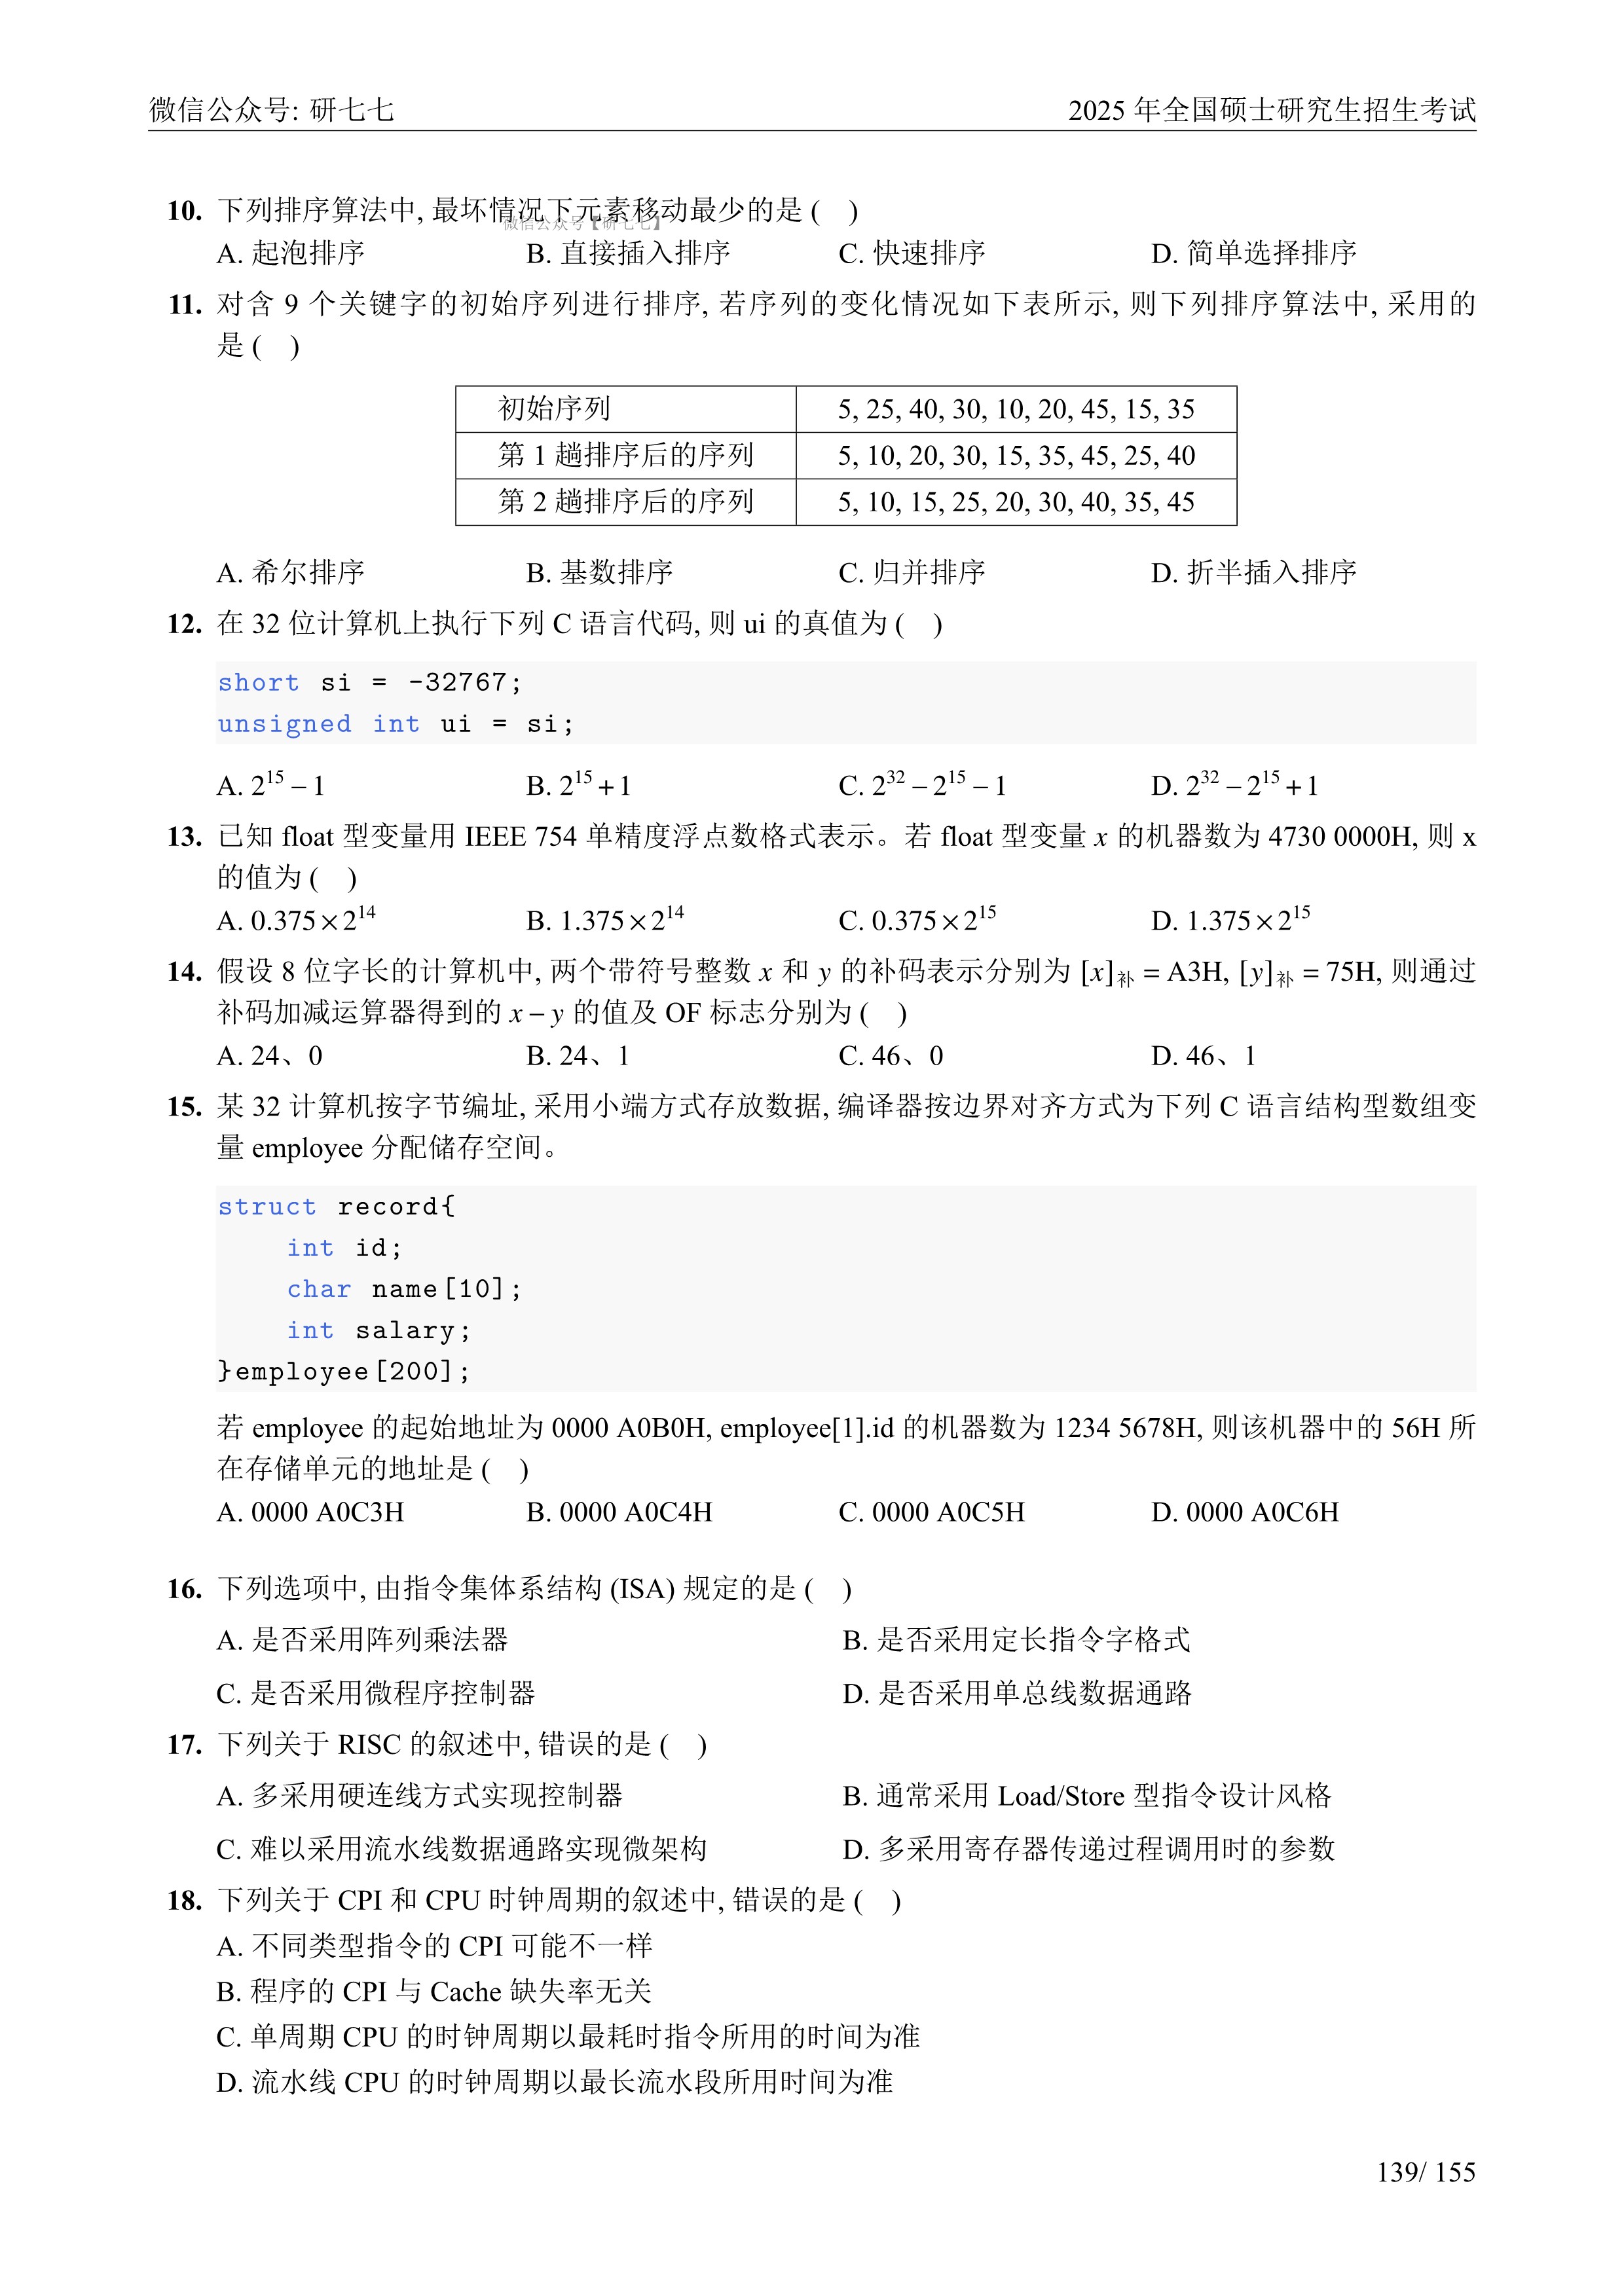 微信公众号: 研七七 2025 年全国硕士研究生招生考试
10. 下列排序算法中, 最坏情况下元素移动最少的是 ( )
微信公众号【研七七】
A. 起泡排序 B. 直接插入排序 C. 快速排序 D. 简单选择排序
11. 对含 9 个关键字的初始序列进行排序, 若序列的变化情况如下表所示, 则下列排序算法中, 采用的
是 ( )
初始序列 5, 25, 40, 30, 10, 20, 45, 15, 35
第 1 趟排序后的序列 5, 10, 20, 30, 15, 35, 45, 25, 40
第 2 趟排序后的序列 5, 10, 15, 25, 20, 30, 40, 35, 45
A. 希尔排序 B. 基数排序 C. 归并排序 D. 折半插入排序
12. 在 32 位计算机上执行下列 C 语言代码, 则 ui 的真值为 ( )
short si = -32767;
unsigned int ui = si;
A. 2¹⁵ − 1 B. 2¹⁵ + 1 C. 2³² − 2¹⁵ − 1 D. 2³² − 2¹⁵ + 1
13. 已知 float 型变量用 IEEE 754 单精度浮点数格式表示。若 float 型变量 x 的机器数为 4730 0000H, 则 x
的值为 ( )
A. 0.375 × 2¹⁴ B. 1.375 × 2¹⁴ C. 0.375 × 2¹⁵ D. 1.375 × 2¹⁵
14. 假设 8 位字长的计算机中, 两个带符号整数 x 和 y 的补码表示分别为 [x]补 = A3H, [y]补 = 75H, 则通过
补码加减运算器得到的 x − y 的值及 OF 标志分别为 ( )
A. 24、0 B. 24、1 C. 46、0 D. 46、1
15. 某 32 计算机按字节编址, 采用小端方式存放数据, 编译器按边界对齐方式为下列 C 语言结构型数组变
量 employee 分配储存空间。
struct record{
int id;
char name[10];
int salary;
}employee[200];
若 employee 的起始地址为 0000 A0B0H, employee[1].id 的机器数为 1234 5678H, 则该机器中的 56H 所
在存储单元的地址是 ( )
A. 0000 A0C3H B. 0000 A0C4H C. 0000 A0C5H D. 0000 A0C6H
16. 下列选项中, 由指令集体系结构 (ISA) 规定的是 ( )
A. 是否采用阵列乘法器 B. 是否采用定长指令字格式
C. 是否采用微程序控制器 D. 是否采用单总线数据通路
17. 下列关于 RISC 的叙述中, 错误的是 ( )
A. 多采用硬连线方式实现控制器 B. 通常采用 Load/Store 型指令设计风格
C. 难以采用流水线数据通路实现微架构 D. 多采用寄存器传递过程调用时的参数
18. 下列关于 CPI 和 CPU 时钟周期的叙述中, 错误的是 ( )
A. 不同类型指令的 CPI 可能不一样
B. 程序的 CPI 与 Cache 缺失率无关
C. 单周期 CPU 的时钟周期以最耗时指令所用的时间为准
D. 流水线 CPU 的时钟周期以最长流水段所用时间为准
139/ 155